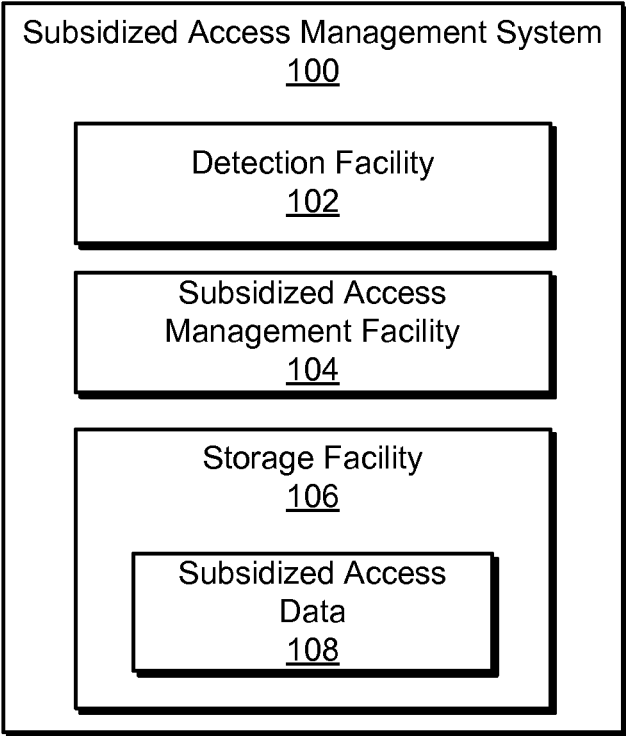 Subsidized Access Management System
100
Detection Facility
102
Subsidized Access
Management Facility
104
Storage Facility
106
Subsidized Access
Data
108